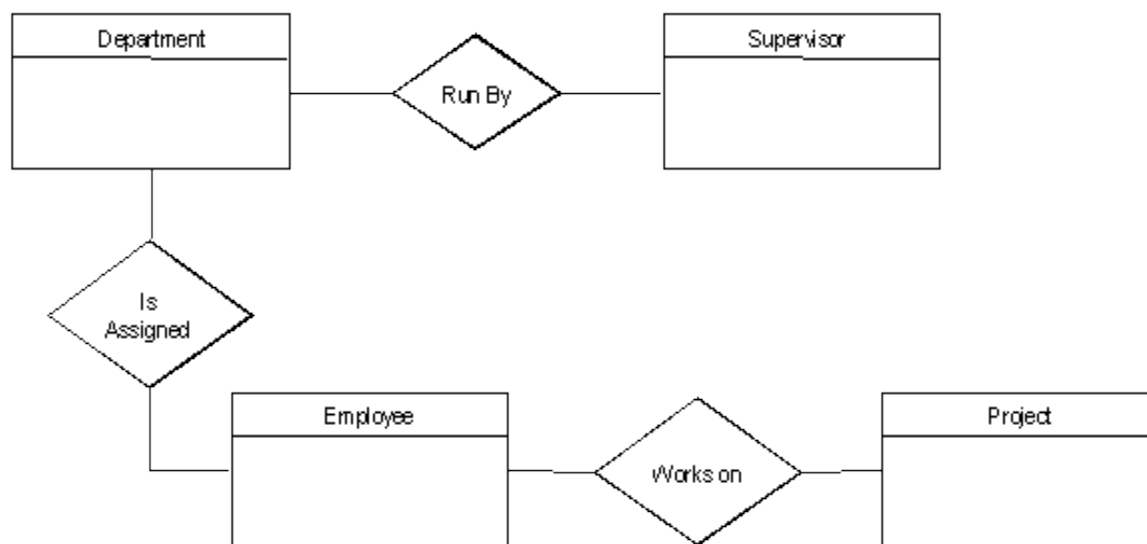 Department
Supervisor
Run By
Is
Assigned
Employee
Project
Works on